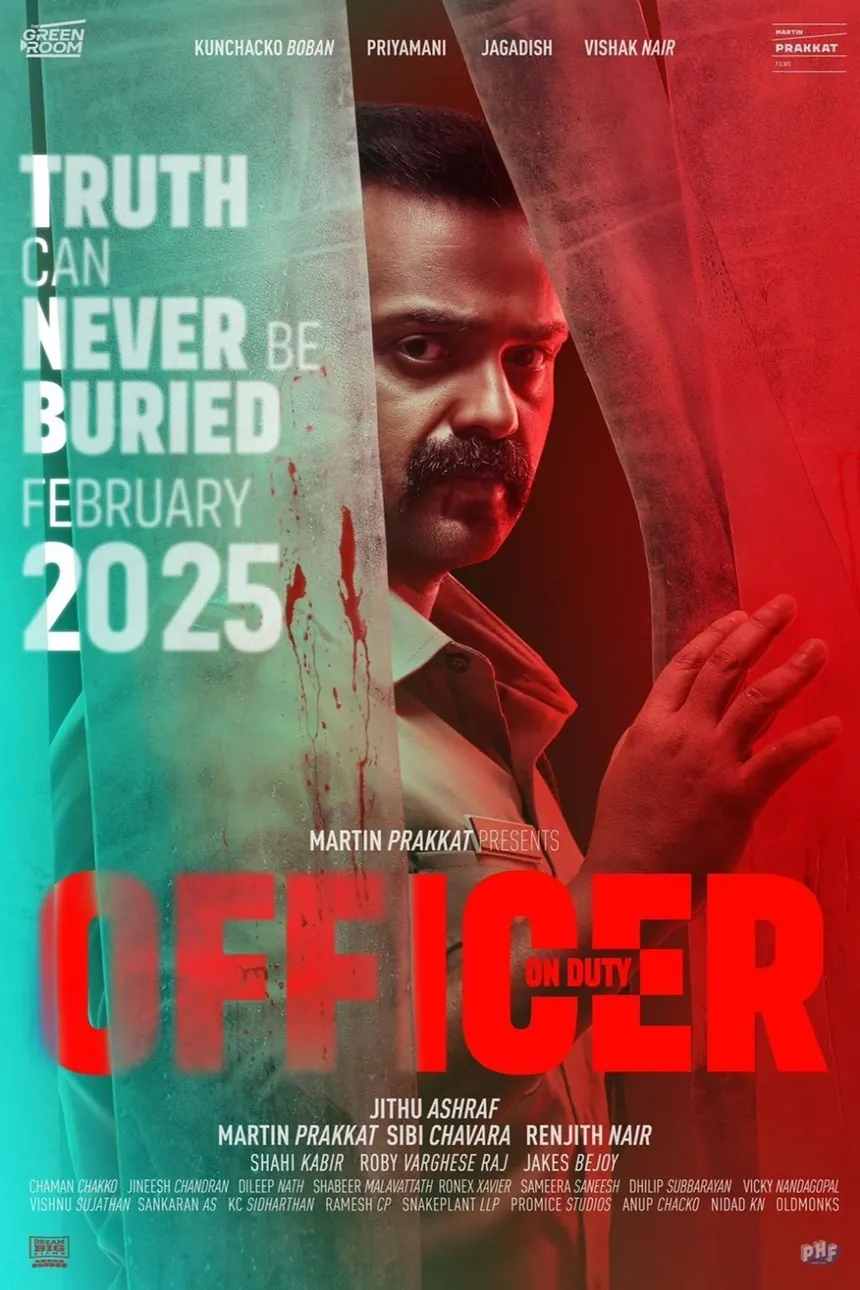 THE
GREEN
ROOM
KUNCHACKO BOBAN PRIYAMANI JAGADISH VISHAK NAIR
MARTIN
PRAKKAT
FILMS
TRUTH
CAN
NEVER BE
BURIED
FEBRUARY
2025
MARTIN PRAKKAT PRESENTS
OFFICER
ON DUTY
JITHU ASHRAF
MARTIN PRAKKAT SIBI CHAVARA RENJITH NAIR
SHAHI KABIR ROBY VARGHESE RAJ JAKES BEJOY
CHAMAN CHAKKO JINEESH CHANDRAN DILEEP NATH SHABEER MALAVATTATH RONEX XAVIER SAMEERA SANEESH DHILIP SUBBARAYAN VICKY NANDAGOPAL
VISHNU SUJATHAN SANKARAN AS KC SIDHARTHAN RAMESH CP SNAKEPLANT LLP PROMICE STUDIOS ANUP CHACKO NIDAD KN OLDMONKS
DREAM
BIG
FILMS
PHF